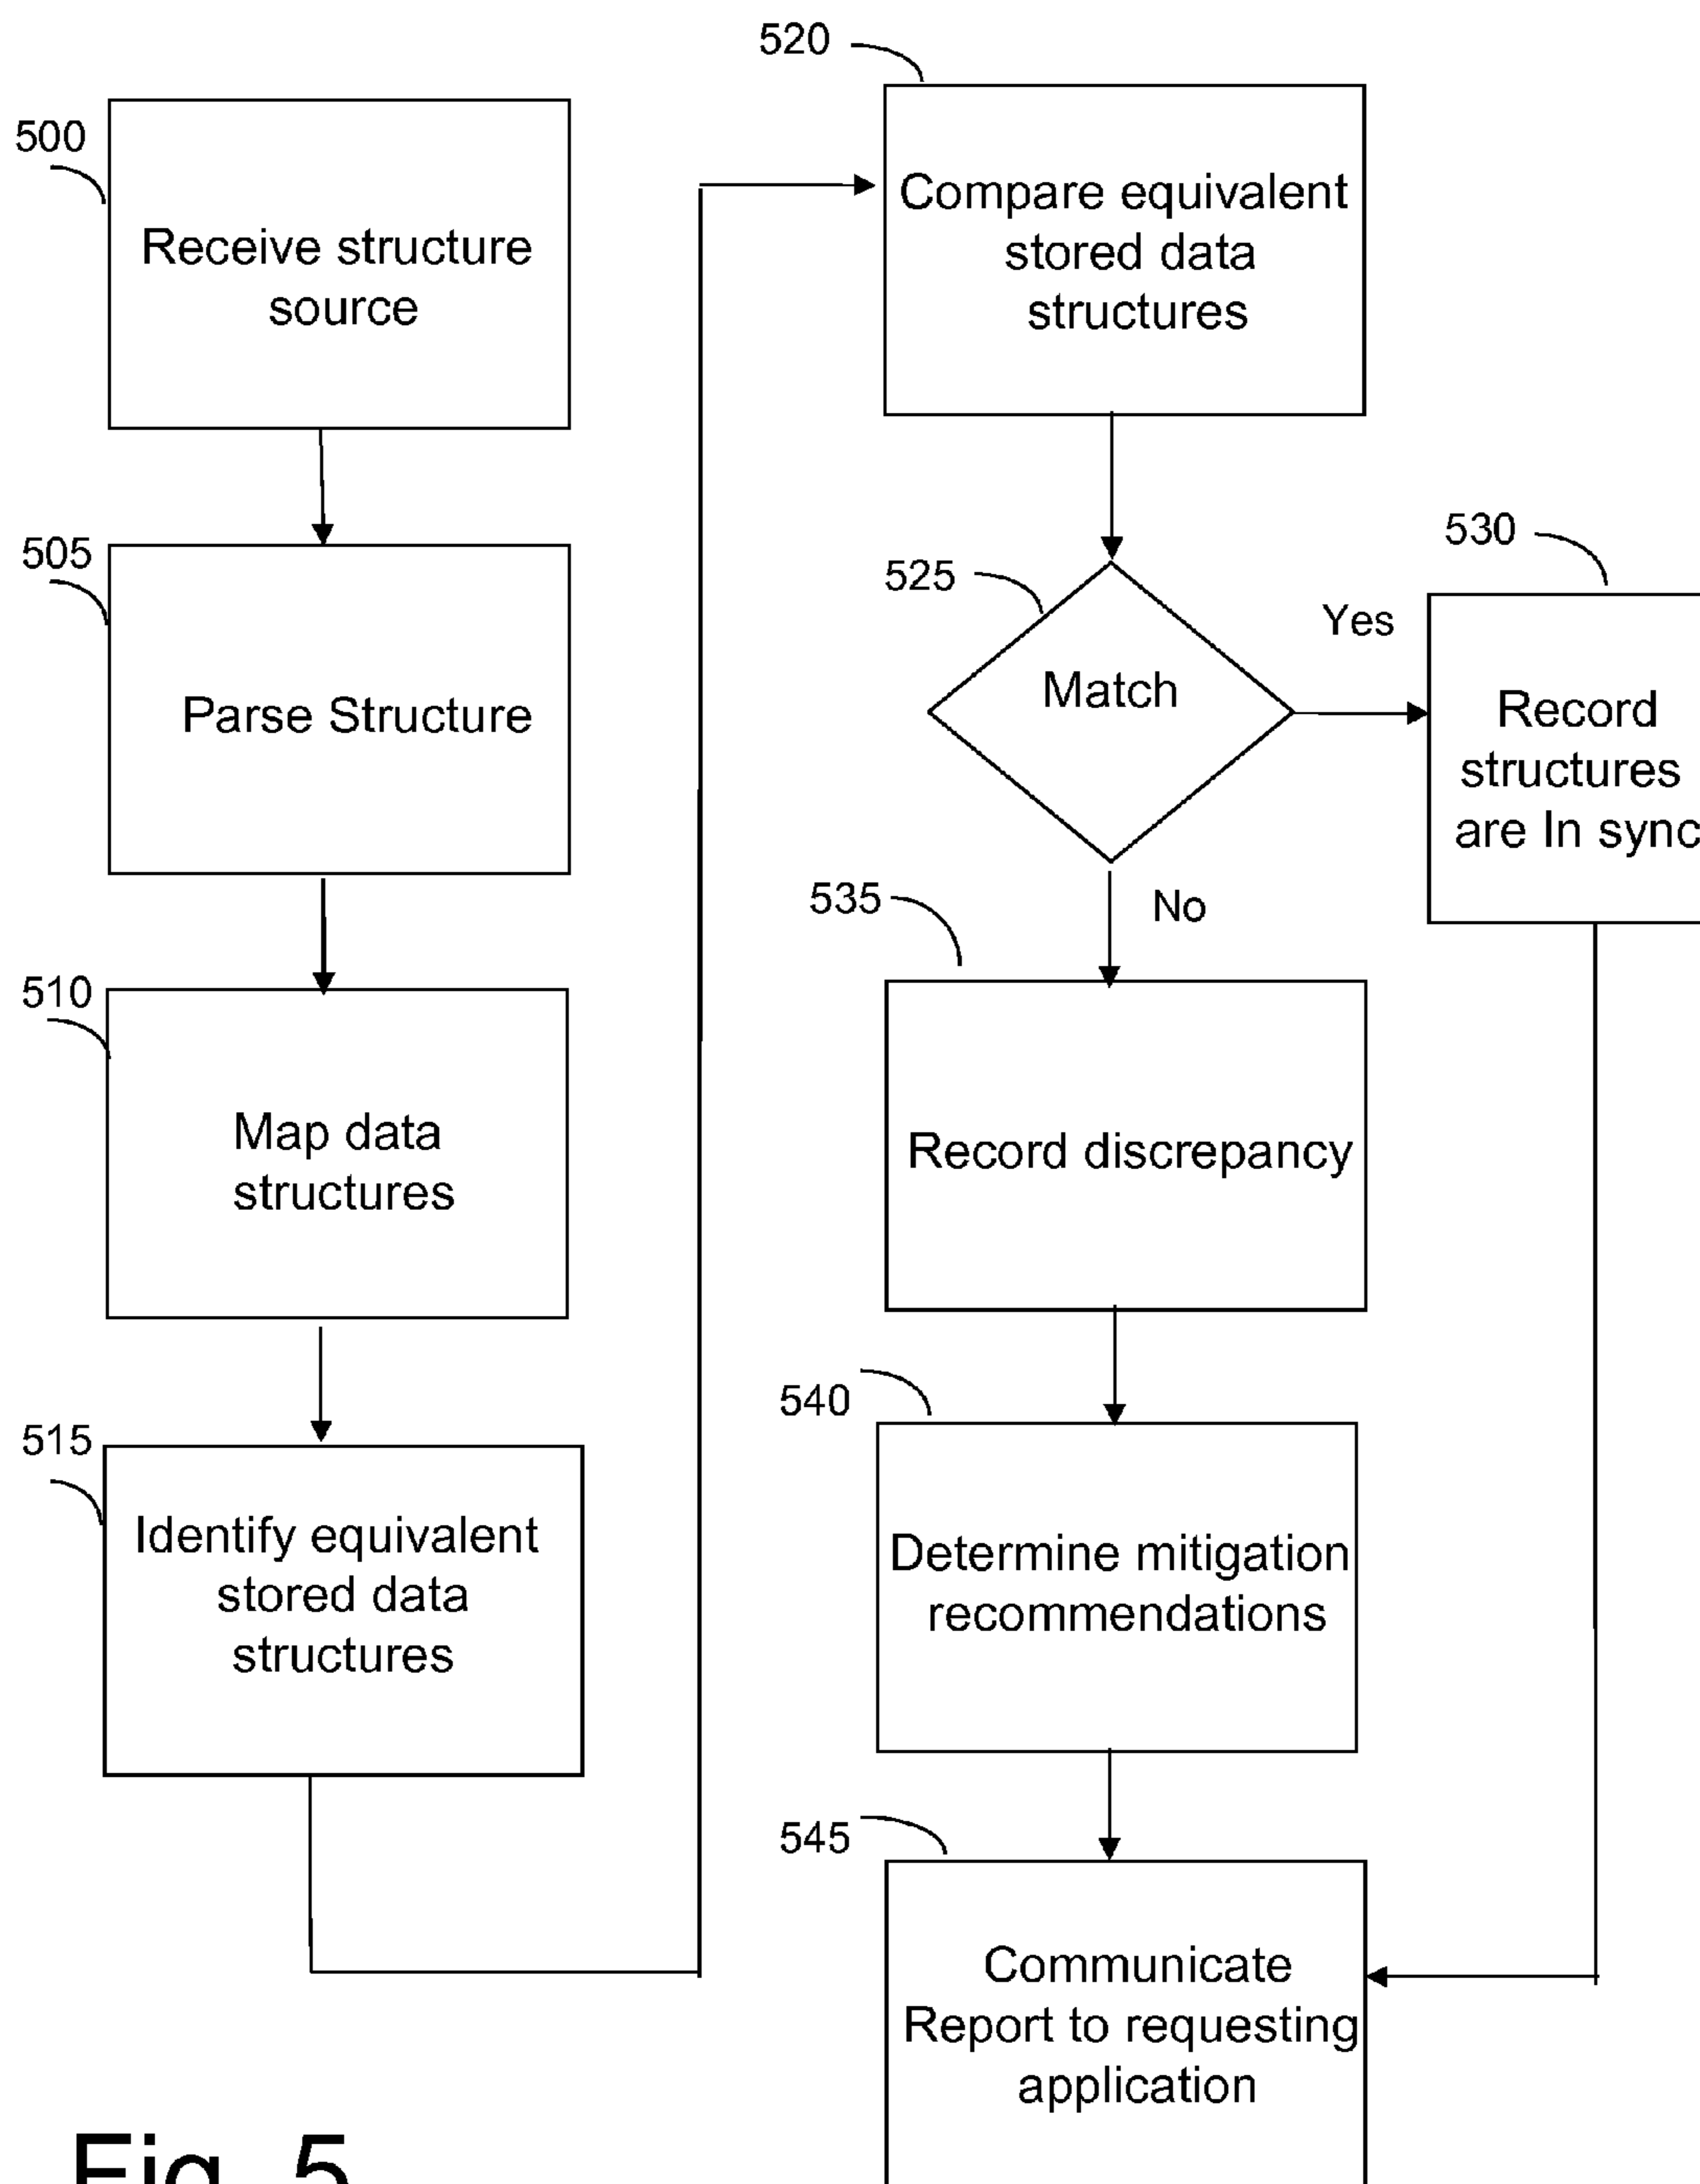 500
Receive structure
source
505
Parse Structure
510
Map data
structures
515
Identify equivalent
stored data
structures
520
Compare equivalent
stored data
structures
525
Match
Yes
530
Record
structures
are In sync
No
535
Record discrepancy
540
Determine mitigation
recommendations
545
Communicate
Report to requesting
application
Fig. 5